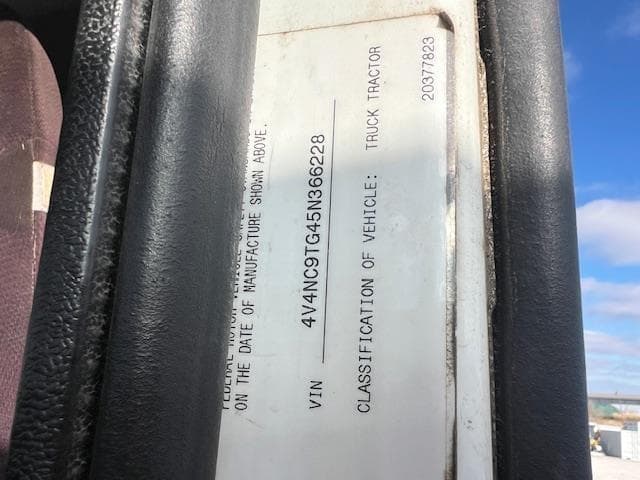 ON THE DATE OF MANUFACTURE SHOWN ABOVE.
VIN 4V4NC9TG45N366228
CLASSIFICATION OF VEHICLE: TRUCK TRACTOR
20377823